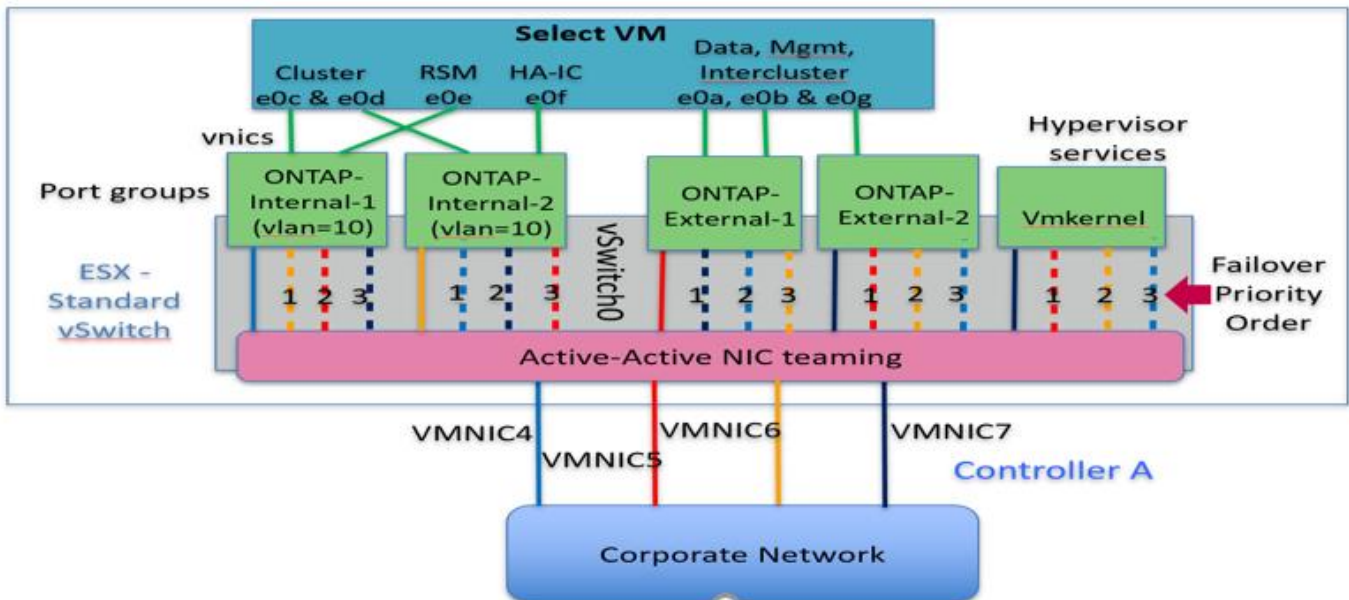 Select VM
Cluster
e0c & e0d
RSM
e0e
HA-IC
e0f
Data, Mgmt,
Intercluster
e0a, e0b & e0g
vnics
Hypervisor
services
Port groups
ONTAP-
Internal-1
(vlan=10)
ONTAP-
Internal-2
(vlan=10)
vSwitch0
ONTAP-
External-1
ONTAP-
External-2
Vmkernel
ESX -
Standard
vSwitch
1 2 3
1 2 3
1 2 3
1 2 3
1 2 3
Failover
Priority
Order
Active-Active NIC teaming
VMNIC4
VMNIC5
VMNIC6
VMNIC7
Controller A
Corporate Network